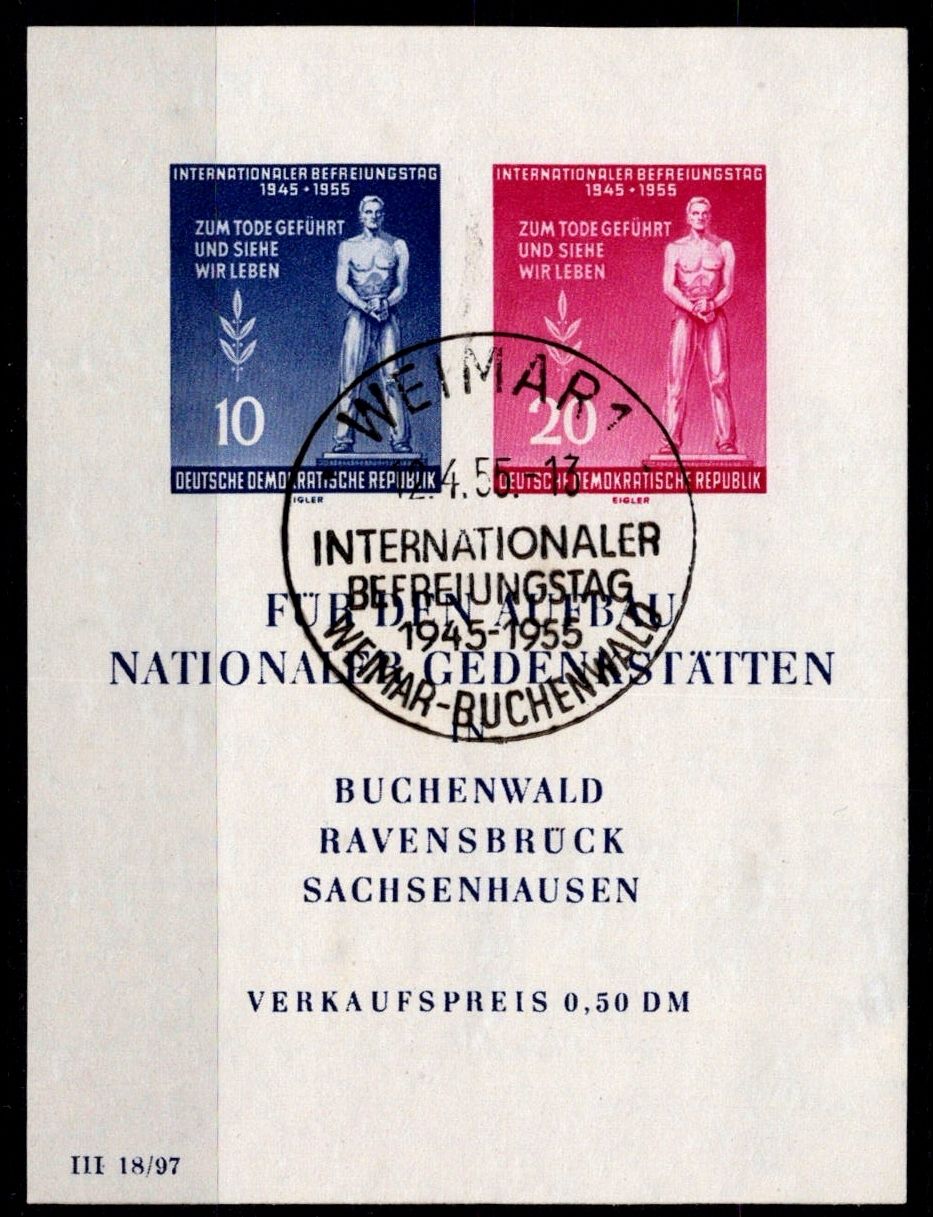 INTERNATIONALER BEFREIUNGSTAG
1945 • 1955
ZUM TODE GEFÜHRT
UND SIEHE
WIR LEBEN
10
DEUTSCHE DEMOKRATISCHE REPUBLIK
EIGLER
INTERNATIONALER BEFREIUNGSTAG
1945 • 1955
ZUM TODE GEFÜHRT
UND SIEHE
WIR LEBEN
20
DEUTSCHE DEMOKRATISCHE REPUBLIK
EIGLER
WEIMAR 1
12.4.55.-13
INTERNATIONALER
BEFREIUNGSTAG
1945-1955
WEIMAR-BUCHENWALD
FÜR DEN AUFBAU
NATIONALER GEDENKSTÄTTEN
IN
BUCHENWALD
RAVENSBRÜCK
SACHSENHAUSEN
VERKAUFSPREIS 0,50 DM
III 18/97